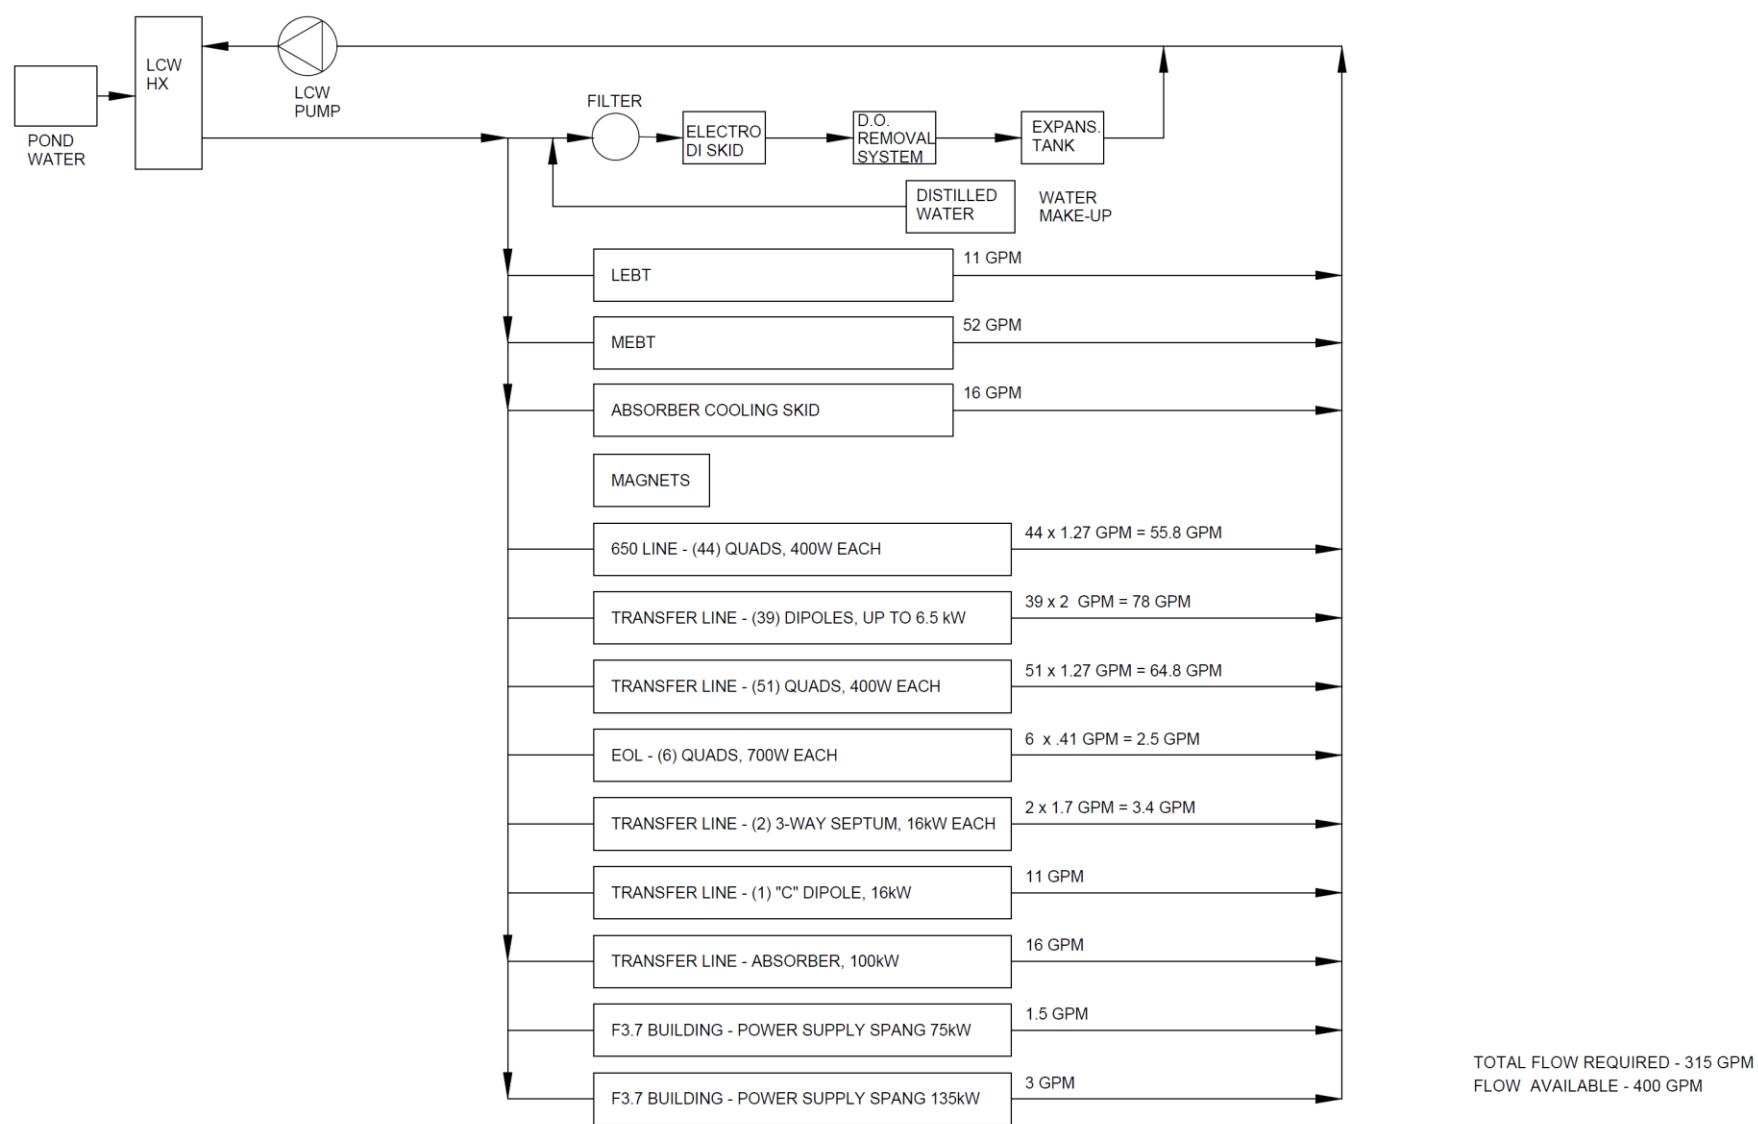 LCW
HX
LCW
PUMP
POND
WATER
FILTER
ELECTRO
DI SKID
D.O.
REMOVAL
SYSTEM
EXPANS.
TANK
DISTILLED
WATER
WATER
MAKE-UP
LEBT
11 GPM
MEBT
52 GPM
ABSORBER COOLING SKID
16 GPM
MAGNETS
650 LINE - (44) QUADS, 400W EACH
44 x 1.27 GPM = 55.8 GPM
TRANSFER LINE - (39) DIPOLES, UP TO 6.5 kW
39 x 2 GPM = 78 GPM
TRANSFER LINE - (51) QUADS, 400W EACH
51 x 1.27 GPM = 64.8 GPM
EOL - (6) QUADS, 700W EACH
6 x .41 GPM = 2.5 GPM
TRANSFER LINE - (2) 3-WAY SEPTUM, 16kW EACH
2 x 1.7 GPM = 3.4 GPM
TRANSFER LINE - (1) "C" DIPOLE, 16kW
11 GPM
TRANSFER LINE - ABSORBER, 100kW
16 GPM
F3.7 BUILDING - POWER SUPPLY SPANG 75kW
1.5 GPM
F3.7 BUILDING - POWER SUPPLY SPANG 135kW
3 GPM
TOTAL FLOW REQUIRED - 315 GPM
FLOW AVAILABLE - 400 GPM